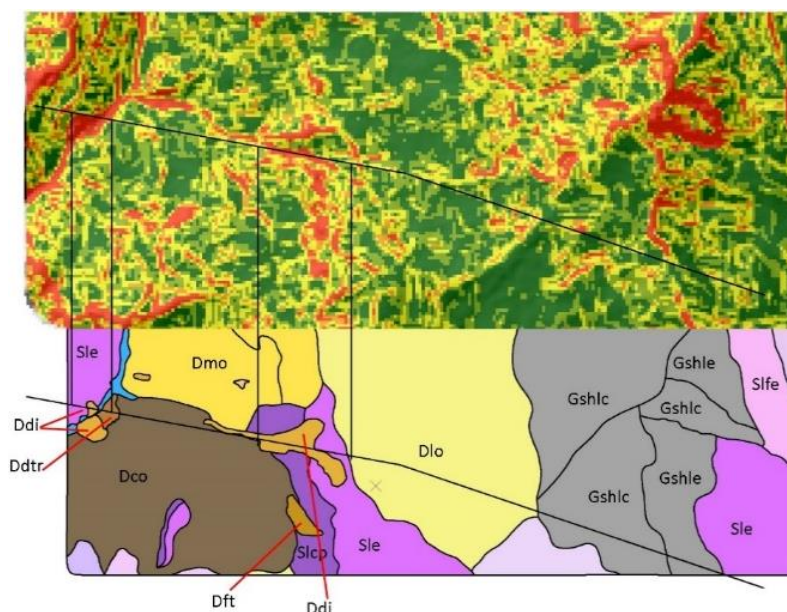 Sle
Dmo
Gshle
Slfe
Gshlc
Gshlc
Ddi
Ddtr
Dco
Dlo
Gshle
Gshlc
Sle
Slcp
Sle
Dft
Ddi